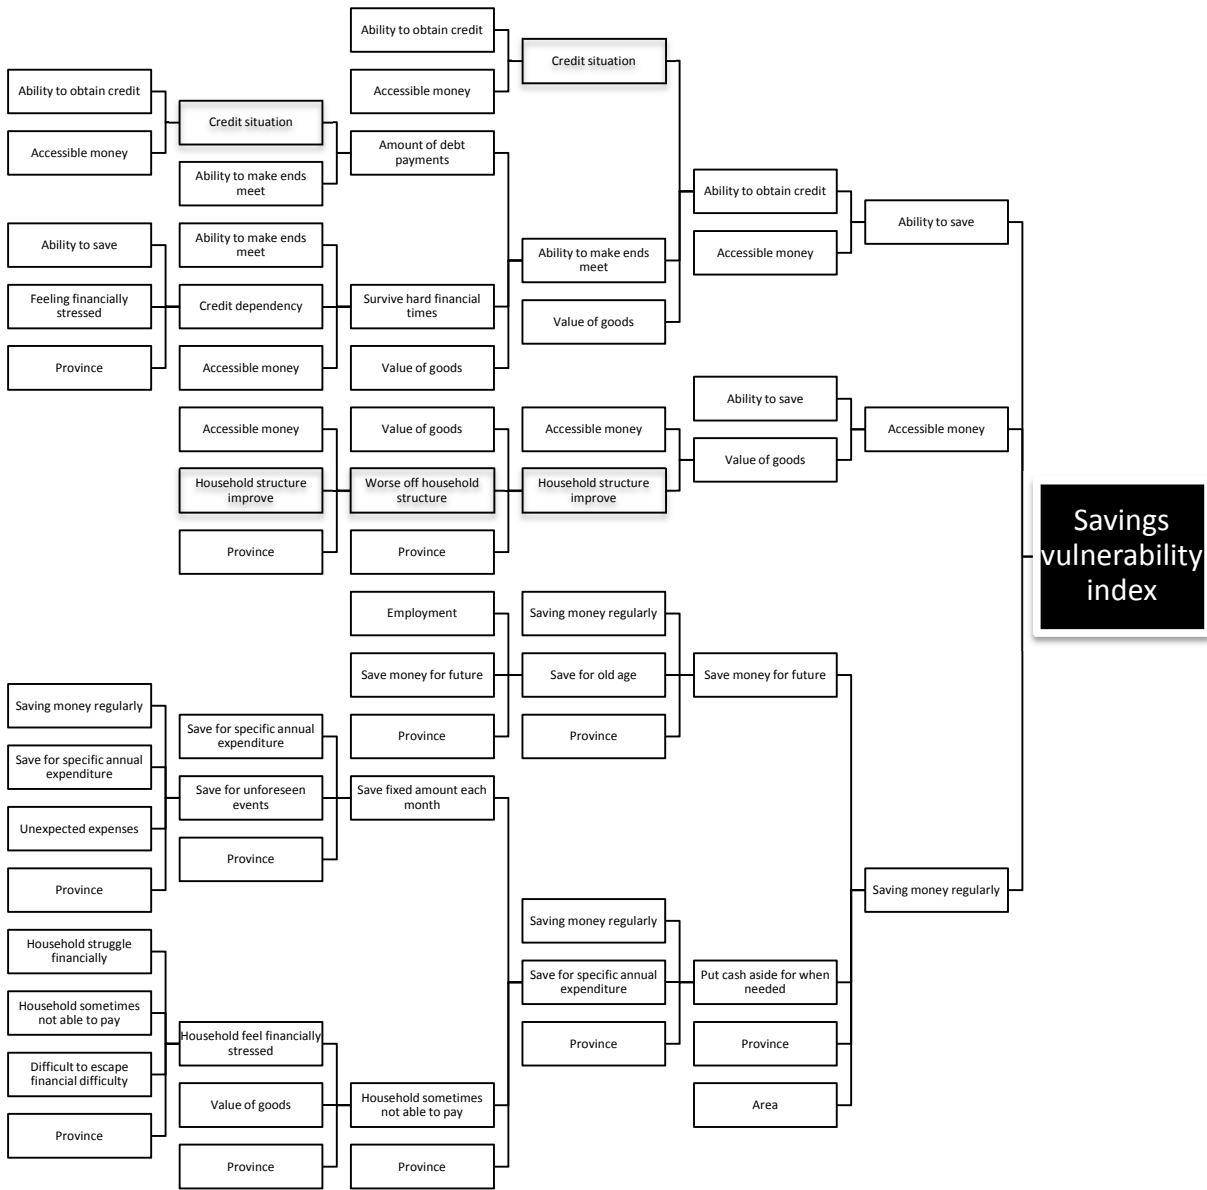 Ability to obtain credit
Credit situation
Ability to obtain credit
Accessible money
Credit situation
Accessible money
Amount of debt
payments
Ability to make ends
meet
Ability to obtain credit
Ability to save
Ability to save
Ability to make ends
meet
Ability to make ends
meet
Accessible money
Feeling financially
stressed
Credit dependency
Survive hard financial
times
Value of goods
Province
Accessible money
Value of goods
Ability to save
Accessible money
Value of goods
Accessible money
Accessible money
Value of goods
Household structure
improve
Worse off household
structure
Household structure
improve
Savings
vulnerability
index
Province
Province
Employment
Saving money regularly
Save money for future
Save for old age
Save money for future
Saving money regularly
Save for specific annual
expenditure
Province
Province
Save for specific annual
expenditure
Save for unforeseen
events
Save fixed amount each
month
Unexpected expenses
Province
Province
Saving money regularly
Saving money regularly
Household struggle
financially
Save for specific annual
expenditure
Put cash aside for when
needed
Household sometimes
not able to pay
Household feel financially
stressed
Province
Province
Difficult to escape
financial difficulty
Value of goods
Household sometimes
not able to pay
Area
Province
Province
Province